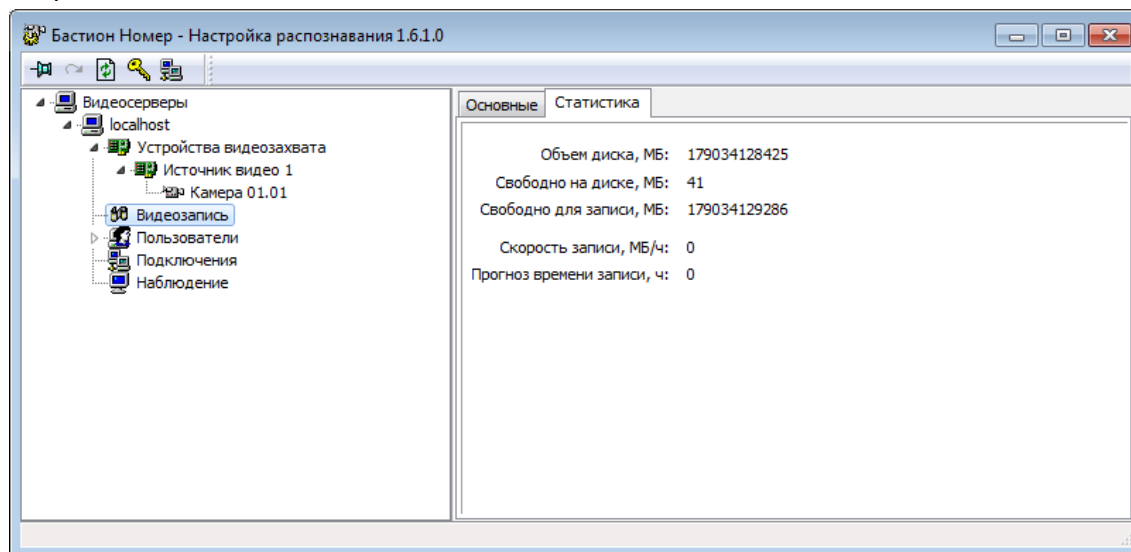 Бастион Номер - Настройка распознавания 1.6.1.0
Видеосерверы
localhost
Устройства видеозахвата
Источник видео 1
Камера 01.01
Видеозапись
Пользователи
Подключения
Наблюдение
Основные Статистика
Объем диска, МБ: 179034128425
Свободно на диске, МБ: 41
Свободно для записи, МБ: 179034129286
Скорость записи, МБ/ч: 0
Прогноз времени записи, ч: 0